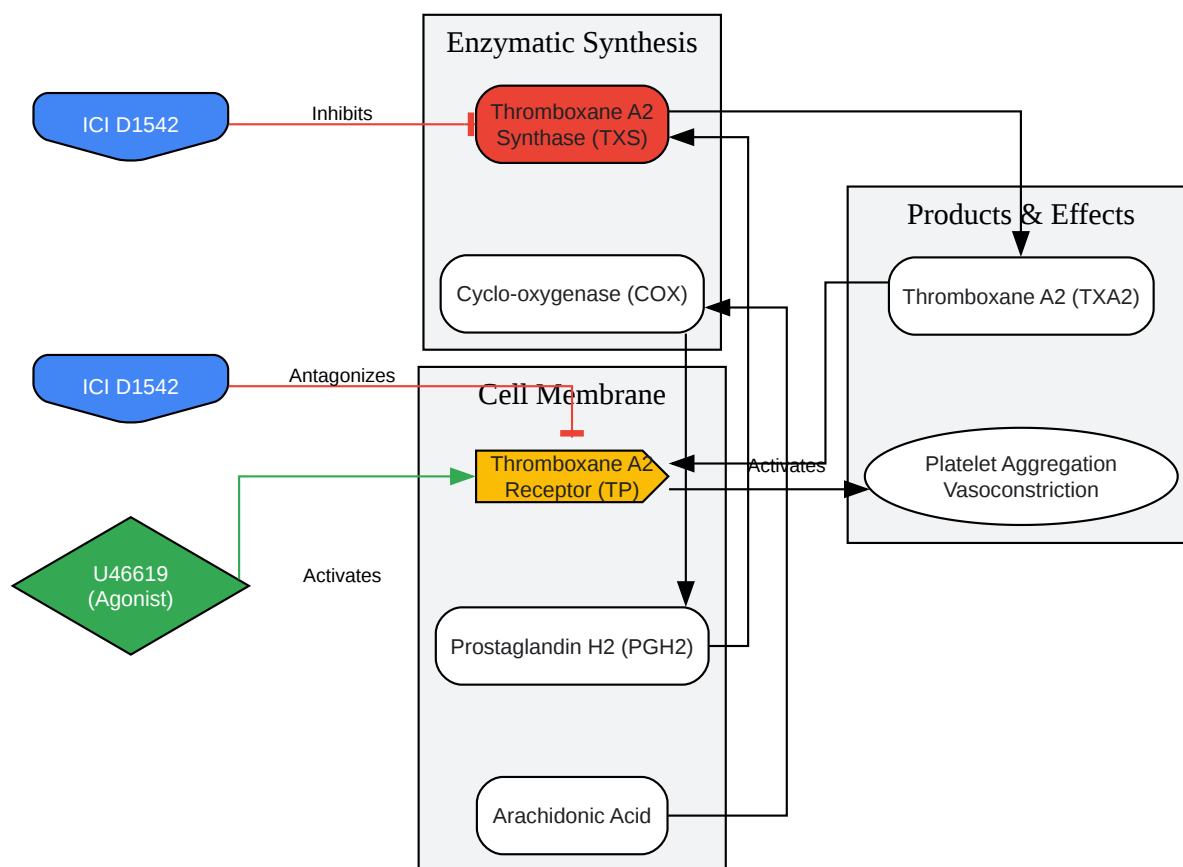 Enzymatic Synthesis
ICI D1542
Inhibits
Thromboxane A2
Synthase (TXS)
Products & Effects
Cyclo-oxygenase (COX)
Thromboxane A2 (TXA2)
ICI D1542
Antagonizes
Cell Membrane
Thromboxane A2
Receptor (TP)
Activates
Platelet Aggregation
Vasoconstriction
U46619
(Agonist)
Activates
Prostaglandin H2 (PGH2)
Arachidonic Acid